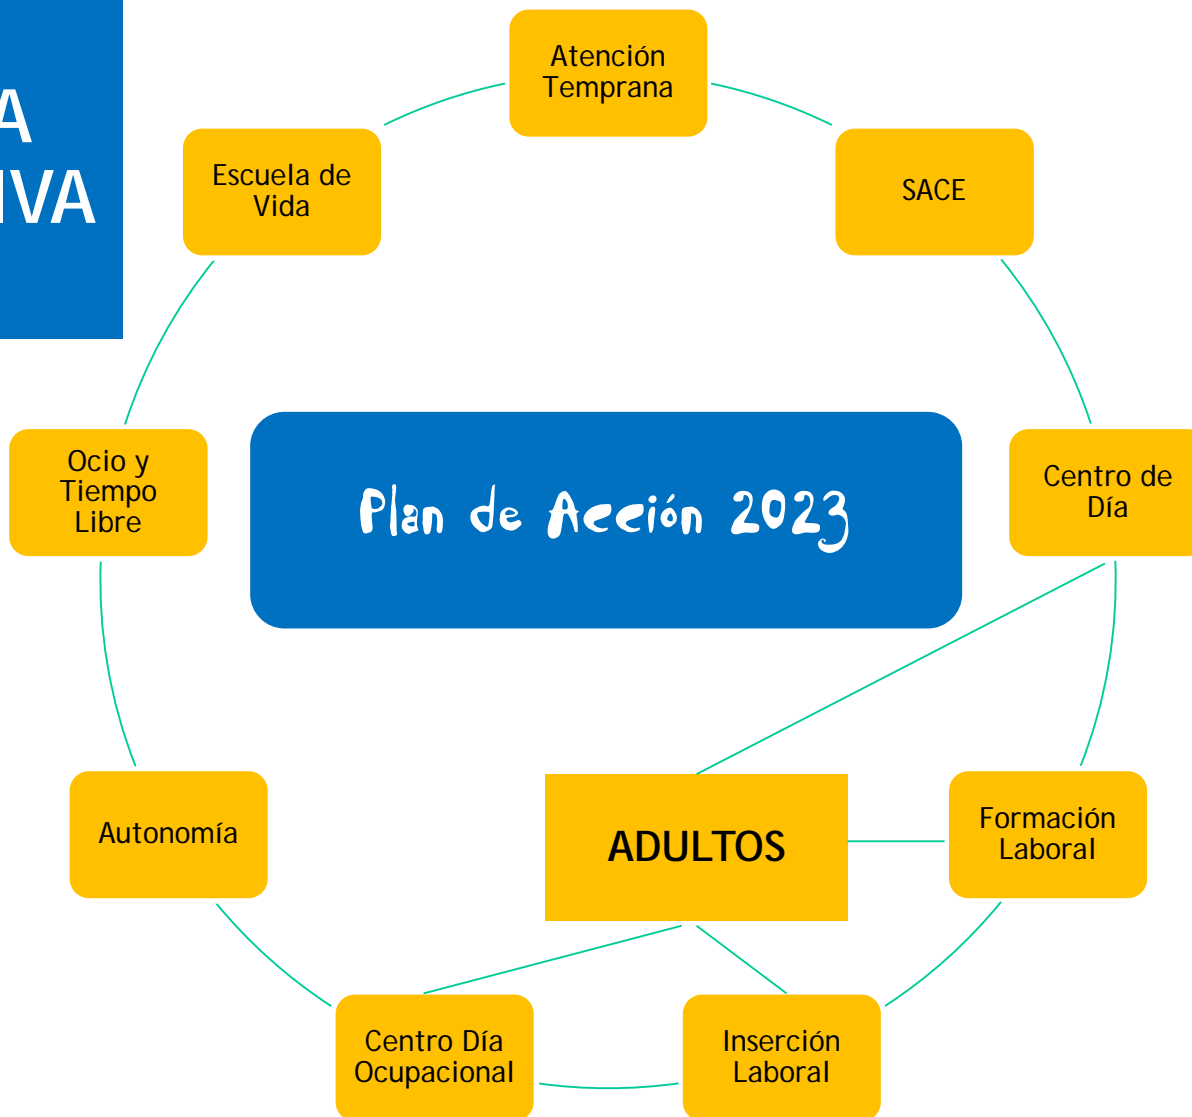 A
IVA
Atención
Temprana
SACE
Escuela de
Vida
Centro de
Día
Ocio y
Tiempo
Libre
Plan de Acción 2023
Formación
Laboral
ADULTOS
Autonomía
Inserción
Laboral
Centro Día
Ocupacional